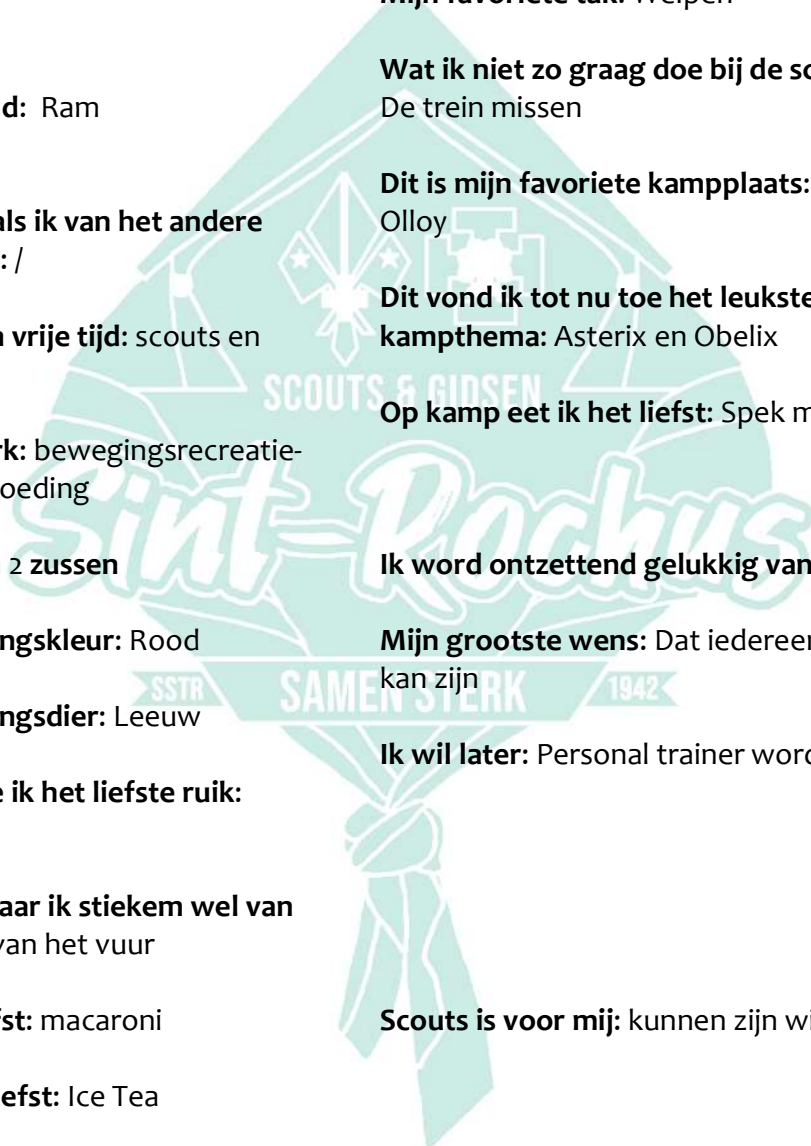 d: Ram
als ik van het andere
: /
vrije tijd: scouts en
rk: bewegingsrecreatie-
oeding
2 zussen
ngskleur: Rood
ngsdier: Leeuw
e ik het liefste ruik:
aar ik stiekem wel van
van het vuur
fst: macaroni
efst: Ice Tea
Mijn favoriete tak: Welpen
Wat ik niet zo graag doe bij de sc
De trein missen
Dit is mijn favoriete kampplaats:
Olloy
Dit vond ik tot nu toe het leukste
kampthema: Asterix en Obelix
Op kamp eet ik het liefst: Spek m
Ik word ontzettend gelukkig van
Mijn grootste wens: Dat iedereen
kan zijn
Ik wil later: Personal trainer word
Scouts is voor mij: kunnen zijn wi
SCOUTS & GIDSEN
Sint-Rochus
SSTR
SAMEN STERK
1942